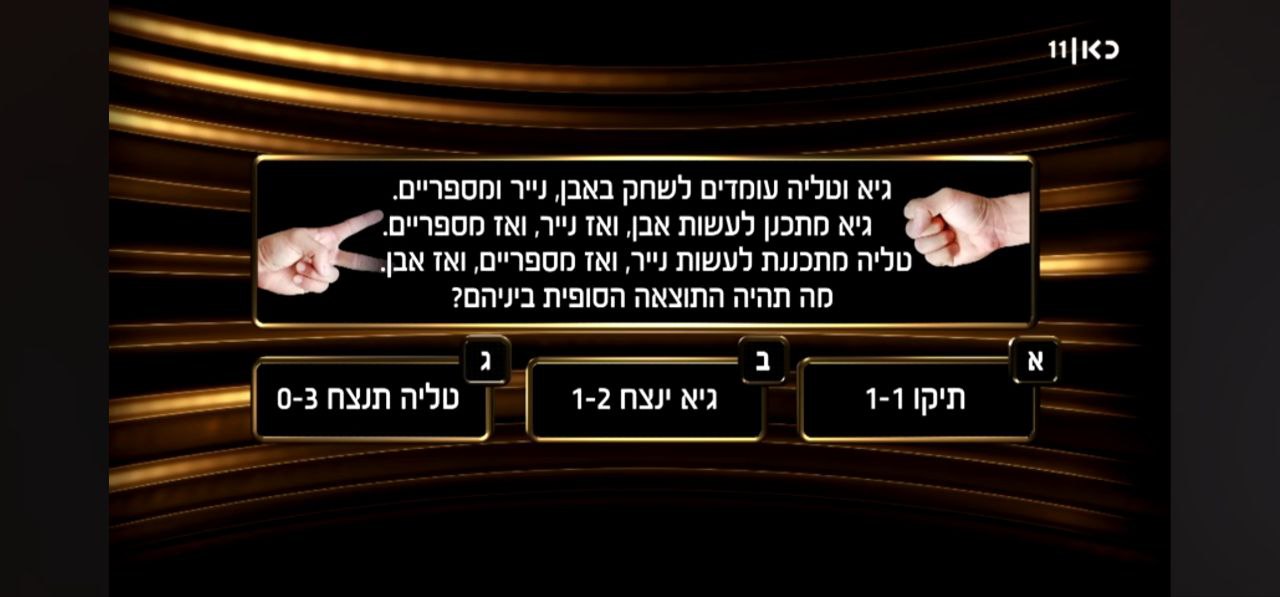 כאן|11
גיא וטליה עומדים לשחק באבן, נייר ומספריים.
גיא מתכנן לעשות אבן, ואז נייר, ואז מספריים.
טליה מתכננת לעשות נייר, ואז מספריים, ואז אבן.
מה תהיה התוצאה הסופית ביניהם?
א
תיקו 1-1
ב
גיא ינצח 1-2
ג
טליה תנצח 0-3